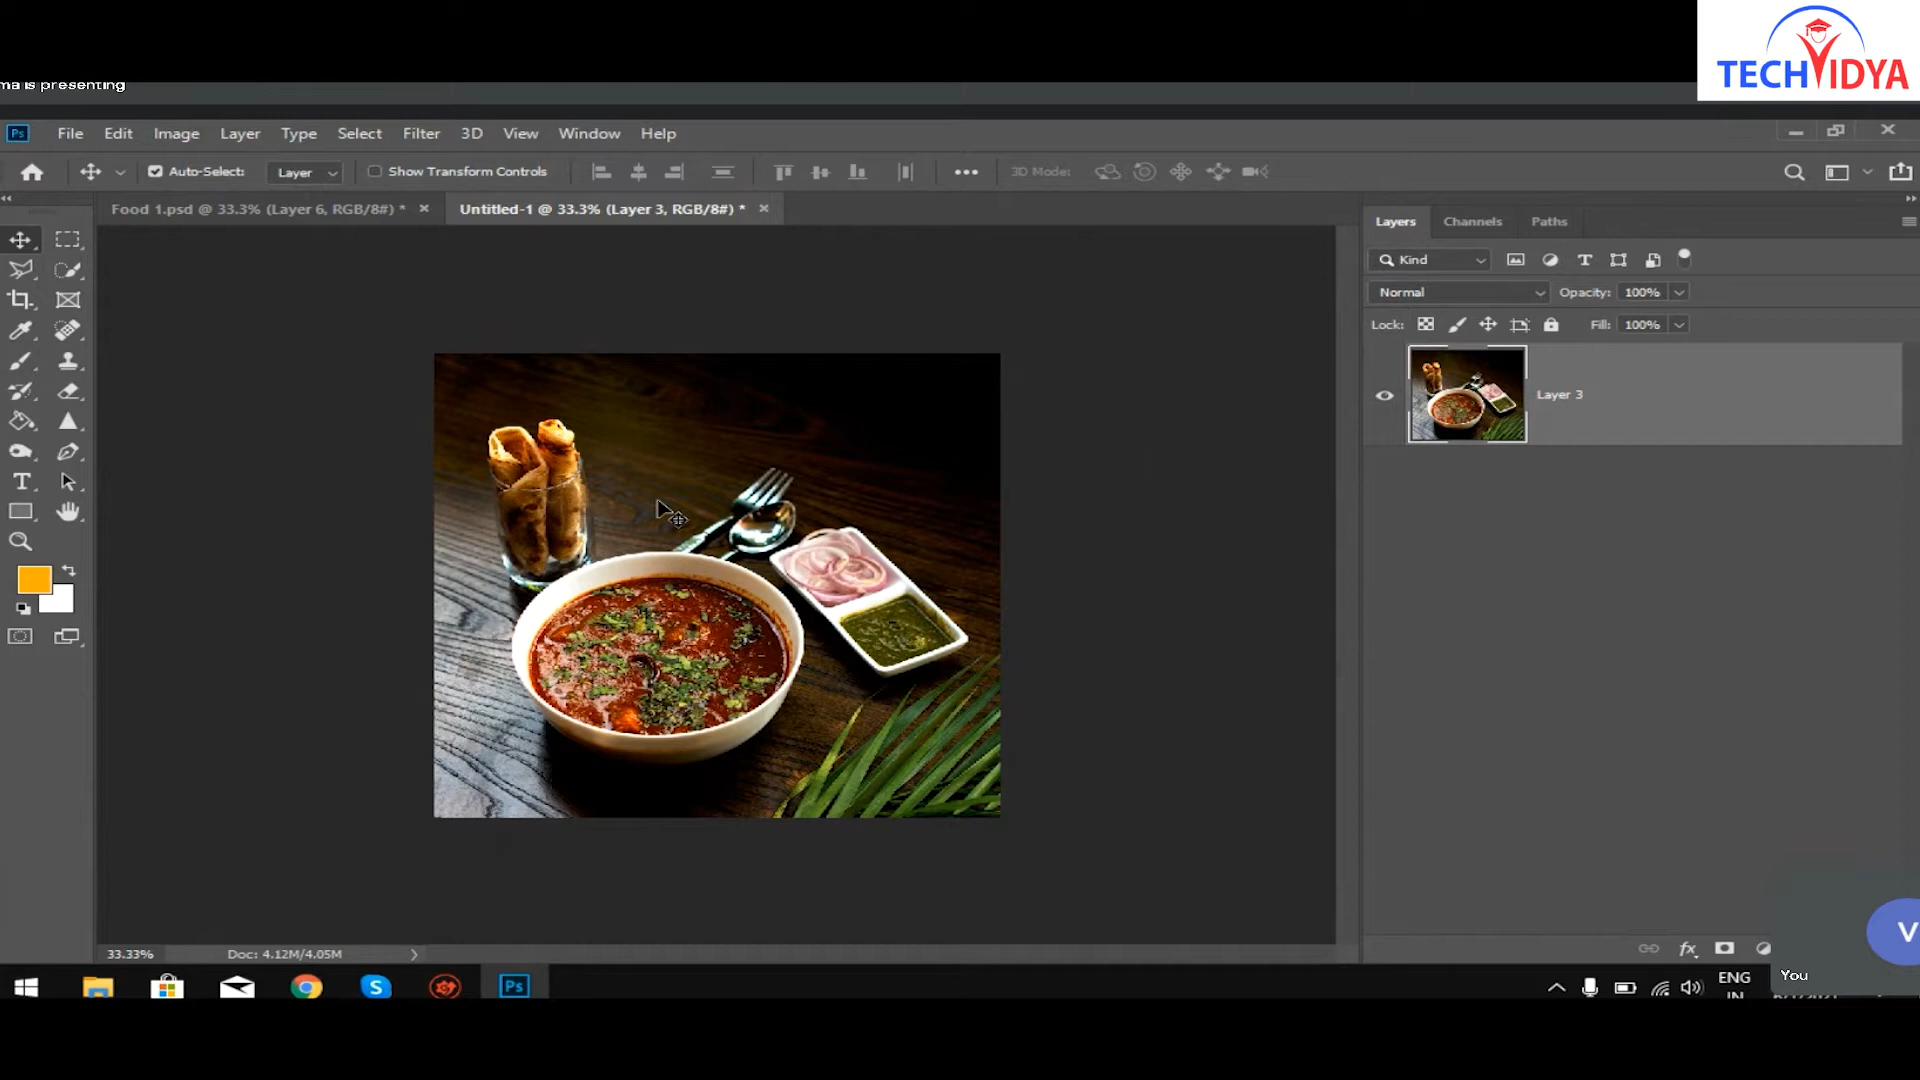 TECHVIDYA
ma is presenting
Ps File Edit Image Layer Type Select Filter 3D View Window Help
Auto-Select: Layer Show Transform Controls 3D Mode:
Food 1.psd @ 33.3% (Layer 6, RGB/8#) * Untitled-1 @ 33.3% (Layer 3, RGB/8#) *
Layers Channels Paths
Kind
Normal Opacity: 100%
Lock: Fill: 100%
Layer 3
33.33% Doc: 4.12M/4.05M
fx
V
You
S Ps ENG
IN